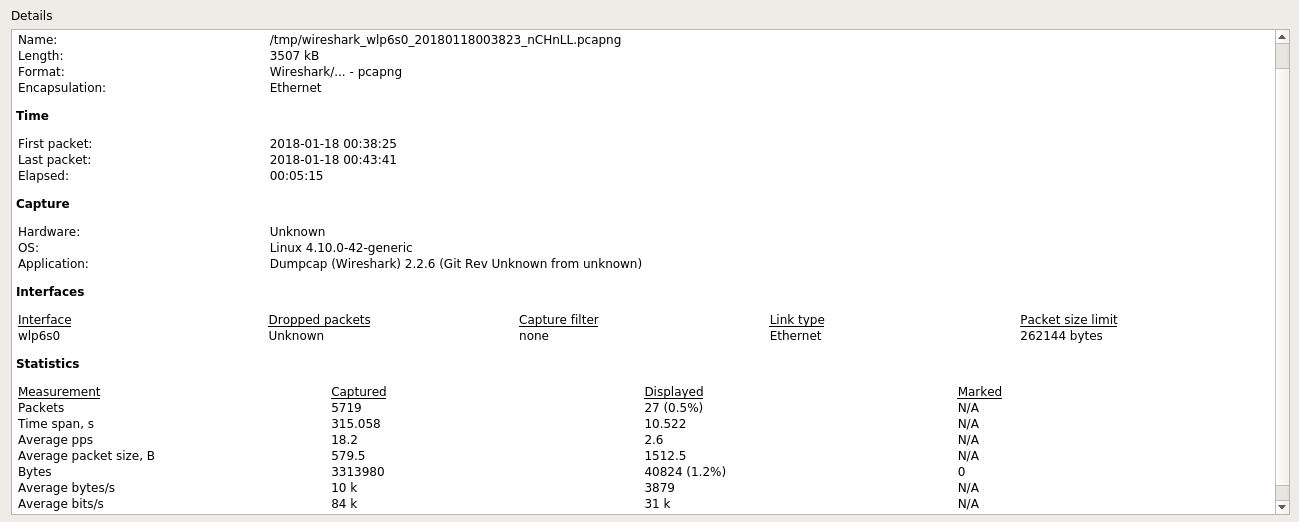 Details
Name: /tmp/wireshark_wlp6s0_20180118003823_nCHnLL.pcapng
Length: 3507 kB
Format: Wireshark/... - pcapng
Encapsulation: Ethernet
Time
First packet: 2018-01-18 00:38:25
Last packet: 2018-01-18 00:43:41
Elapsed: 00:05:15
Capture
Hardware: Unknown
OS: Linux 4.10.0-42-generic
Application: Dumpcap (Wireshark) 2.2.6 (Git Rev Unknown from unknown)
Interfaces
Interface Dropped packets Capture filter Link type Packet size limit
wlp6s0 Unknown none Ethernet 262144 bytes
Statistics
Measurement Captured Displayed Marked
Packets 5719 27 (0.5%) N/A
Time span, s 315.058 10.522 N/A
Average pps 18.2 2.6 N/A
Average packet size, B 579.5 1512.5 N/A
Bytes 3313980 40824 (1.2%) 0
Average bytes/s 10 k 3879 N/A
Average bits/s 84 k 31 k N/A